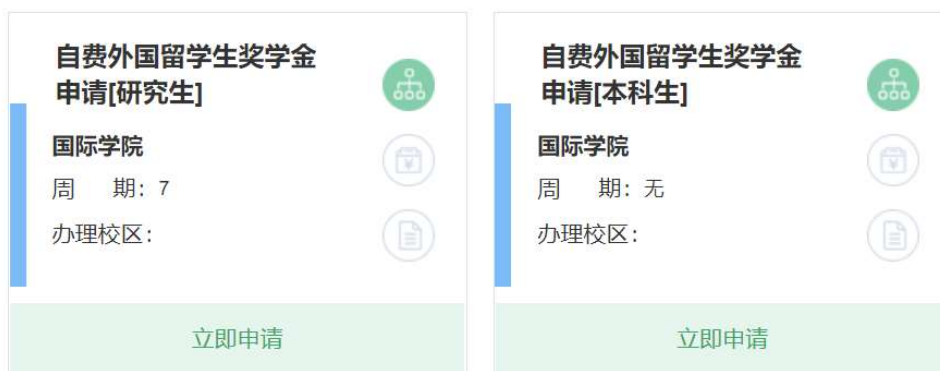 自费外国留学生奖学金
申请[研究生]
国际学院
周 期：7
办理校区：
立即申请
自费外国留学生奖学金
申请[本科生]
国际学院
周 期：无
办理校区：
立即申请